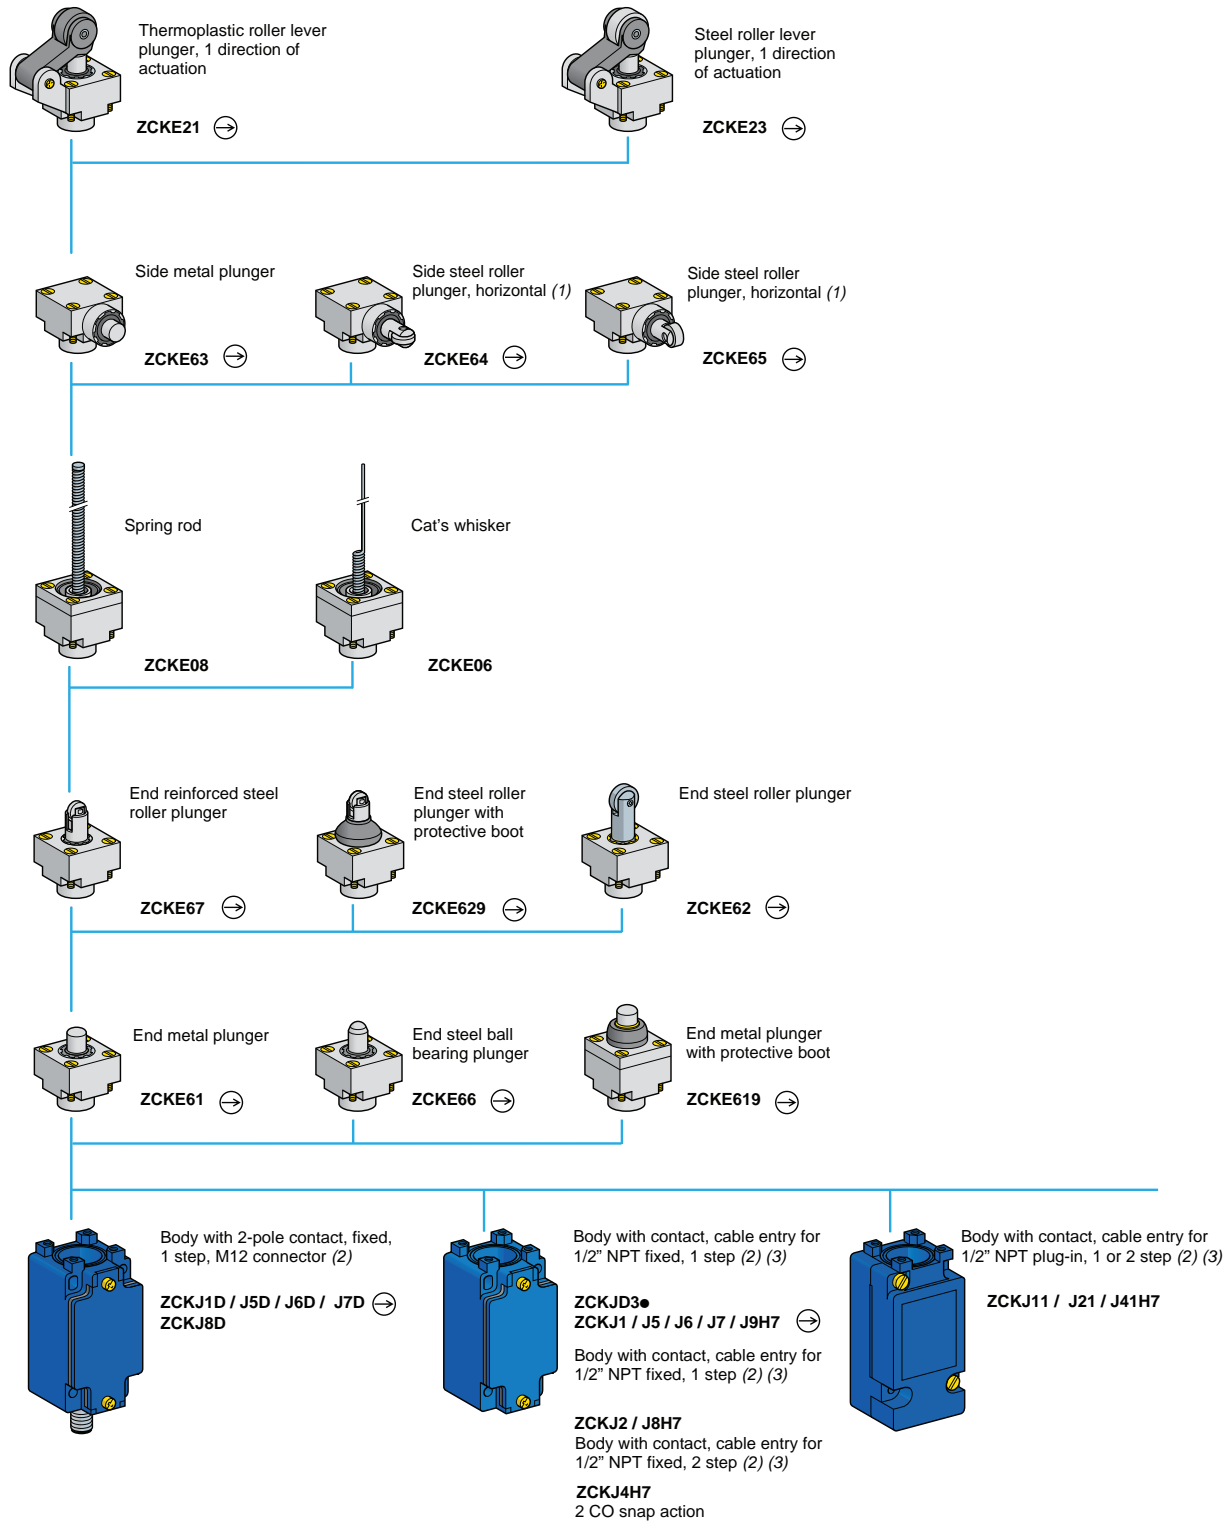 Thermoplastic roller lever
plunger, 1 direction of
actuation
ZCKE21
Steel roller lever
plunger, 1 direction
of actuation
ZCKE23
Side metal plunger
ZCKE63
Side steel roller
plunger, horizontal (1)
ZCKE64
Side steel roller
plunger, horizontal (1)
ZCKE65
Spring rod
ZCKE08
Cat's whisker
ZCKE06
End reinforced steel
roller plunger
ZCKE67
End steel roller
plunger with
protective boot
ZCKE629
End steel roller plunger
ZCKE62
End metal plunger
ZCKE61
End steel ball
bearing plunger
ZCKE66
End metal plunger
with protective boot
ZCKE619
Body with 2-pole contact, fixed,
1 step, M12 connector (2)
ZCKJ1D / J5D / J6D / J7D
ZCKJ8D
Body with contact, cable entry for
1/2” NPT fixed, 1 step (2) (3)
ZCKJD3●
ZCKJ1 / J5 / J6 / J7 / J9H7
Body with contact, cable entry for
1/2” NPT fixed, 1 step (2) (3)
ZCKJ2 / J8H7
Body with contact, cable entry for
1/2” NPT fixed, 2 step (2) (3)
ZCKJ4H7
2 CO snap action
Body with contact, cable entry for
1/2” NPT plug-in, 1 or 2 step (2) (3)
ZCKJ11 / J21 / J41H7